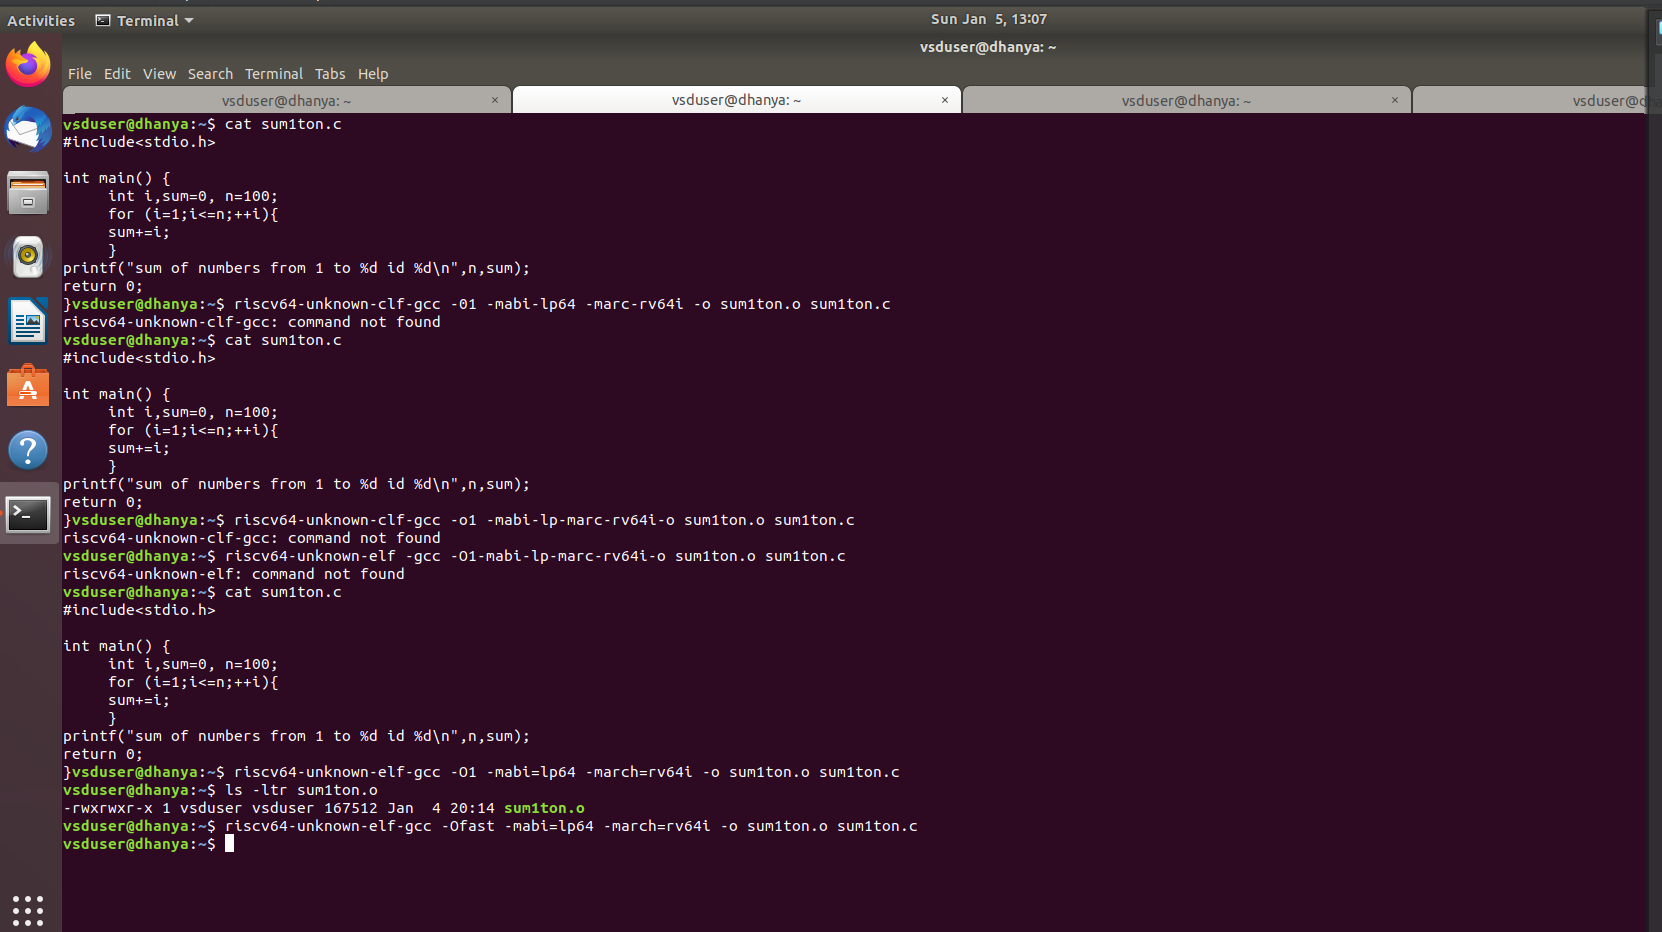 Activities Terminal Sun Jan 5, 13:07
vsduser@dhanya: ~
File Edit View Search Terminal Tabs Help
vsduser@dhanya: ~ × vsduser@dhanya: ~ × vsduser@dhanya: ~ × vsduser@
vsduser@dhanya:~$ cat sum1ton.c
#include<stdio.h>
int main() {
int i,sum=0, n=100;
for (i=1;i<=n;++i){
sum+=i;
}
printf("sum of numbers from 1 to %d id %d\n",n,sum);
return 0;
}vsduser@dhanya:~$ riscv64-unknown-clf-gcc -01 -mabi-lp64 -marc-rv64i -o sum1ton.o sum1ton.c
riscv64-unknown-clf-gcc: command not found
vsduser@dhanya:~$ cat sum1ton.c
#include<stdio.h>
int main() {
int i,sum=0, n=100;
for (i=1;i<=n;++i){
sum+=i;
}
printf("sum of numbers from 1 to %d id %d\n",n,sum);
return 0;
}vsduser@dhanya:~$ riscv64-unknown-clf-gcc -o1 -mabi-lp-marc-rv64i-o sum1ton.o sum1ton.c
riscv64-unknown-clf-gcc: command not found
vsduser@dhanya:~$ riscv64-unknown-elf -gcc -O1-mabi-lp-marc-rv64i-o sum1ton.o sum1ton.c
riscv64-unknown-elf: command not found
vsduser@dhanya:~$ cat sum1ton.c
#include<stdio.h>
int main() {
int i,sum=0, n=100;
for (i=1;i<=n;++i){
sum+=i;
}
printf("sum of numbers from 1 to %d id %d\n",n,sum);
return 0;
}vsduser@dhanya:~$ riscv64-unknown-elf-gcc -O1 -mabi=lp64 -march=rv64i -o sum1ton.o sum1ton.c
vsduser@dhanya:~$ ls -ltr sum1ton.o
-rwxrwxr-x 1 vsduser vsduser 167512 Jan  4 20:14 sum1ton.o
vsduser@dhanya:~$ riscv64-unknown-elf-gcc -Ofast -mabi=lp64 -march=rv64i -o sum1ton.o sum1ton.c
vsduser@dhanya:~$